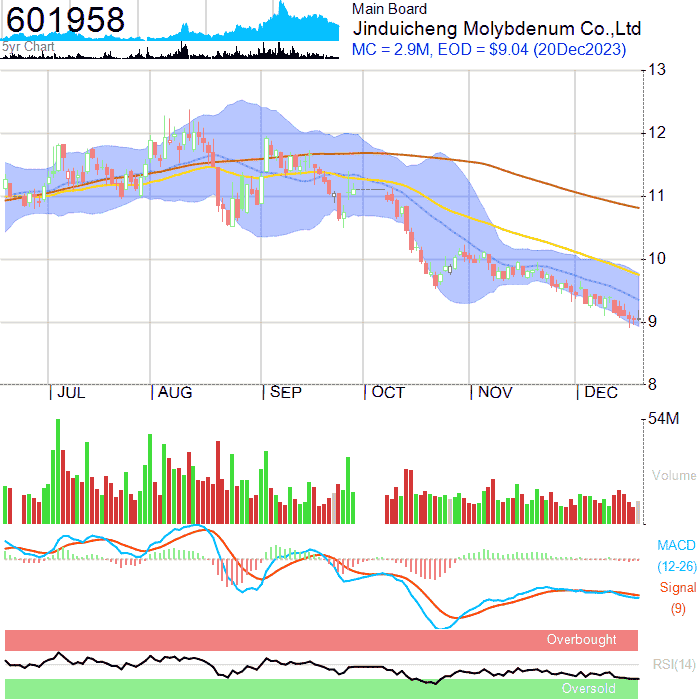 601958
5yr Chart
Main Board
Jinduicheng Molybdenum Co.,Ltd
MC = 2.9M, EOD = $9.04 (20Dec2023)
13
12
11
10
9
8
JUL AUG SEP OCT NOV DEC
54M
Volume
MACD
(12-26)
Signal
(9)
Overbought
RSI(14)
Oversold